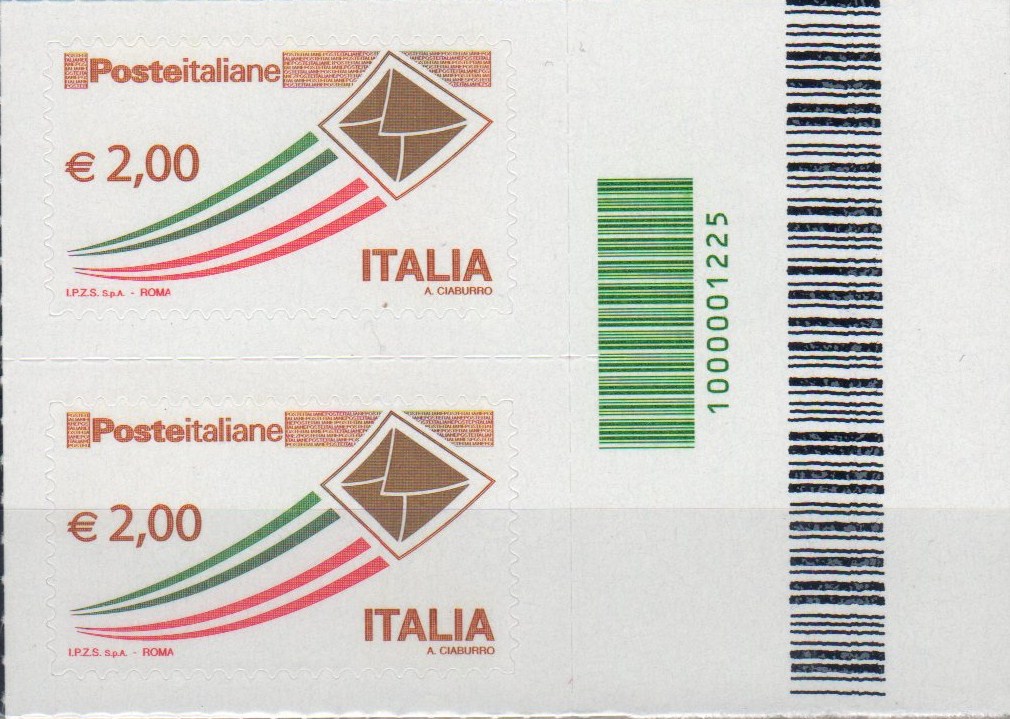 Posteitaliane
€ 2,00
ITALIA
I.P.Z.S. S.p.A. - ROMA
A. CIABURRO
1000001225
Posteitaliane
€ 2,00
ITALIA
I.P.Z.S. S.p.A. - ROMA
A. CIABURRO